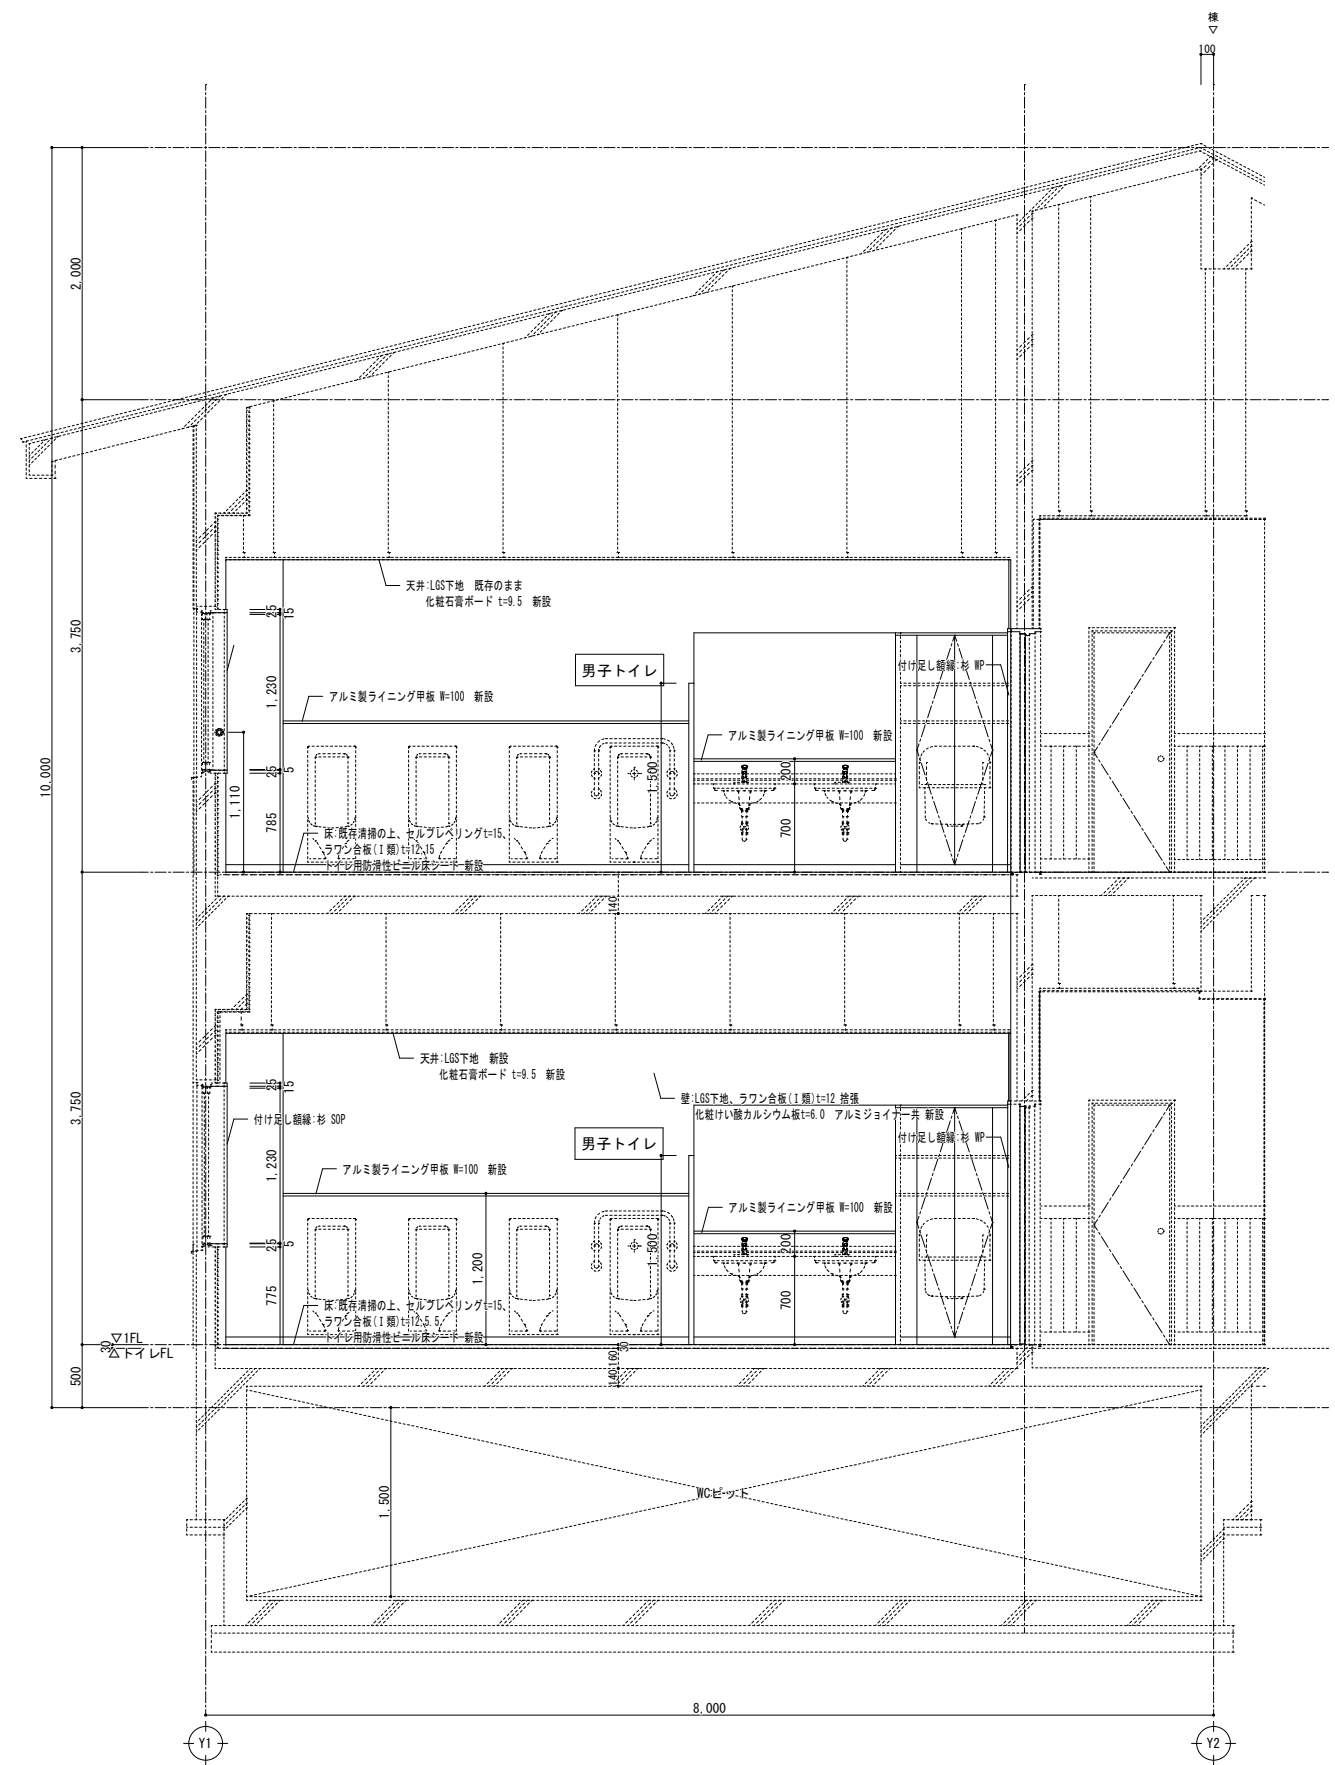 棟
▽
100
2,000
3,750
10,000
3,750
500
天井:LGS下地 既存のまま
化粧石膏ボード t=9.5 新設
25
15
1,230
男子トイレ
付け足し額縁:杉 WP
アルミ製ライニング甲板 W=100 新設
アルミ製ライニング甲板 W=100 新設
25
5
1,110
785
1,500
200
700
床:既存清掃の上、セルフレベリングt=15、
ラワン合板(Ⅰ類)t=12,15
トイレ用防滑性ビニル床シート 新設
140
天井:LGS下地 新設
化粧石膏ボード t=9.5 新設
25
15
壁:LGS下地、ラワン合板(Ⅰ類)t=12 捨張
化粧けい酸カルシウム板t=6.0 アルミジョイナー共 新設
付け足し額縁:杉 SOP
1,230
男子トイレ
付け足し額縁:杉 WP
アルミ製ライニング甲板 W=100 新設
アルミ製ライニング甲板 W=100 新設
25
5
775
1,200
1,500
200
700
床:既存清掃の上、セルフレベリングt=15、
ラワン合板(Ⅰ類)t=12,5.5
トイレ用防滑性ビニル床シート 新設
▽1FL
30
△トイレFL
30
160
140
1,500
WCピット
8,000
Y1
Y2